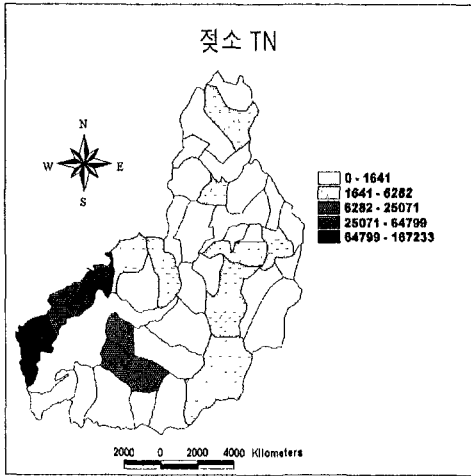 젖소 TN
N
W E
S
0 - 1641
1641 - 6282
6282 - 25071
25071 - 64799
64799 - 167233
2000 0 2000 4000 Kilometers